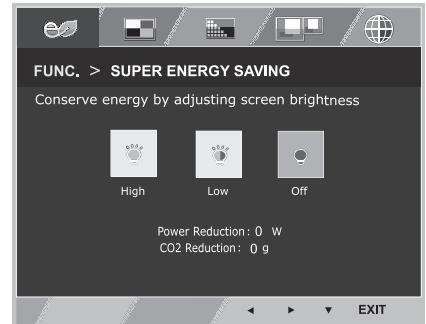 FUNC. > SUPER ENERGY SAVING
Conserve energy by adjusting screen brightness
High Low Off
Power Reduction : 0 W
CO2 Reduction : 0 g
◄ ► ▼ EXIT